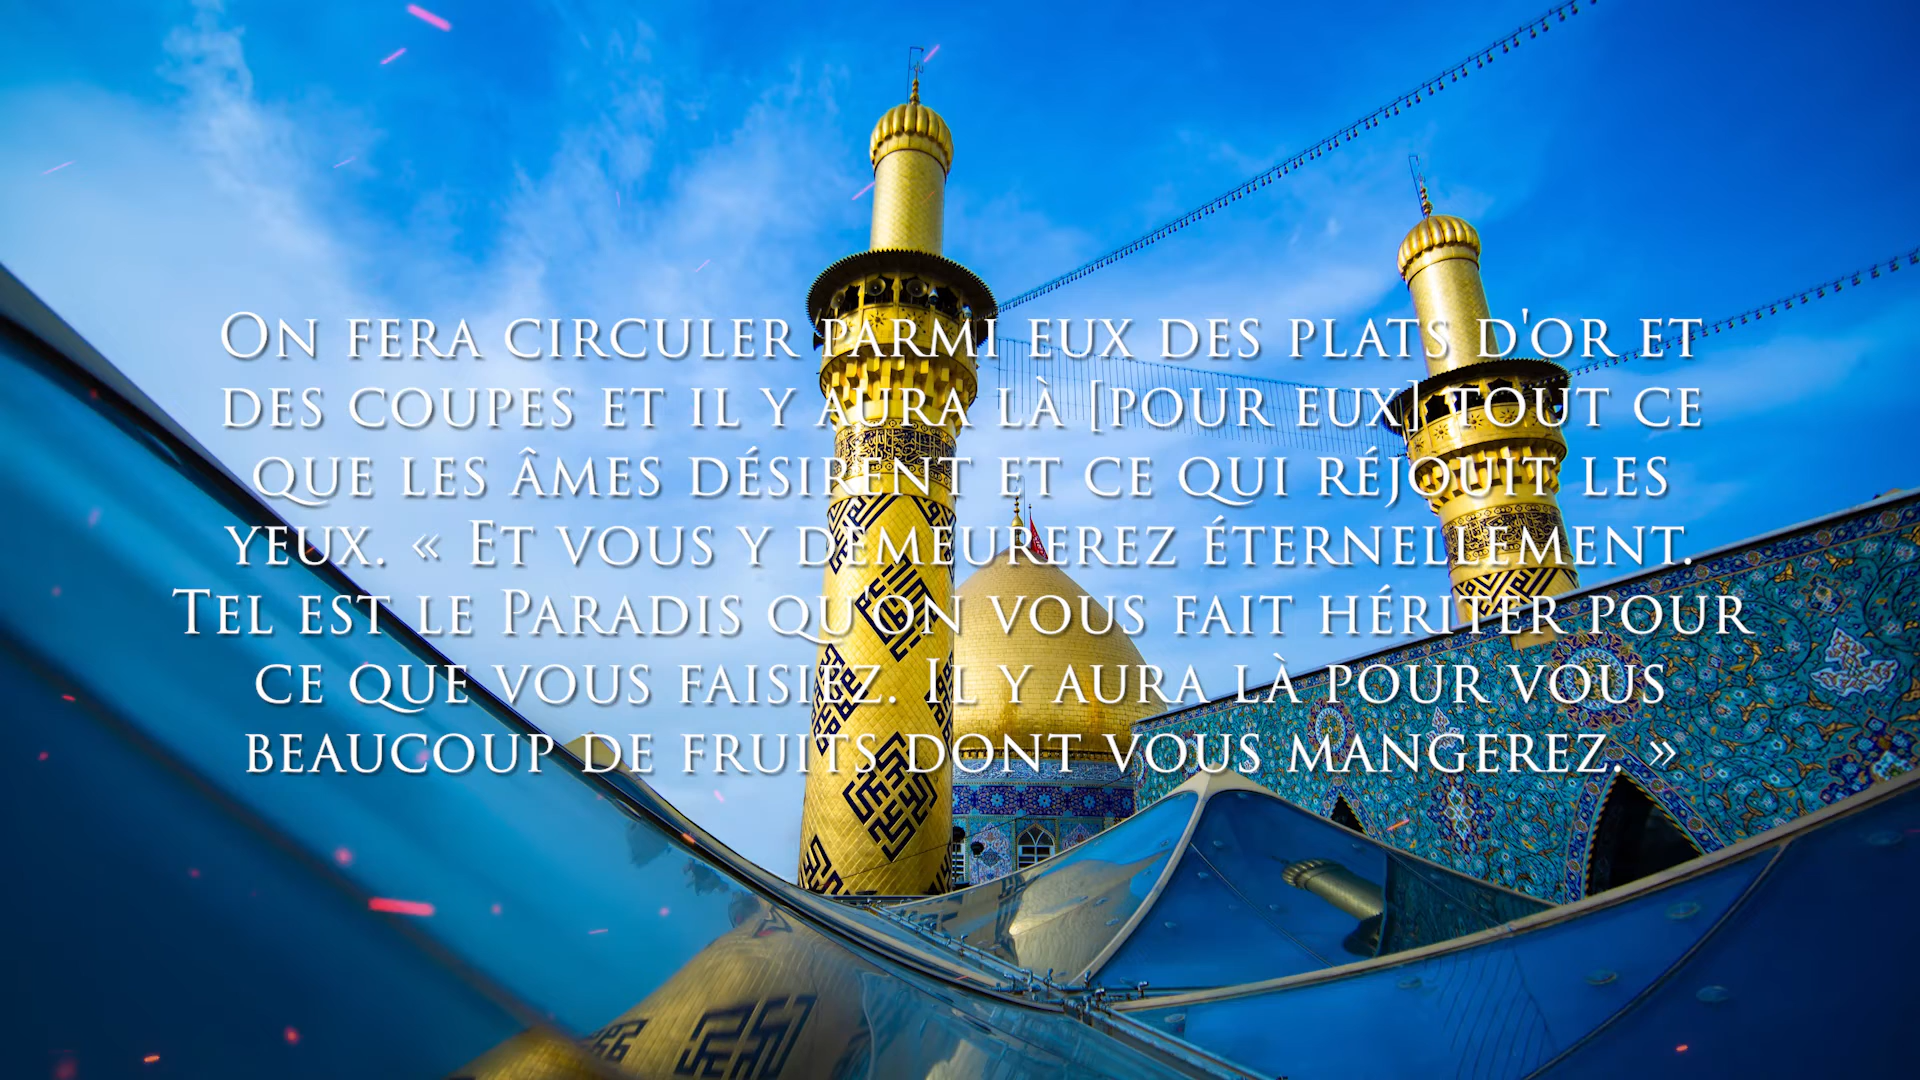 On fera circuler parmi eux des plats d'or et
des coupes et il y aura là [pour eux] tout ce
que les âmes désirent et ce qui réjouit les
yeux. « Et vous y demeurerez éternellement.
Tel est le Paradis qu'on vous fait hériter pour
ce que vous faisiez. Il y aura là pour vous
beaucoup de fruits dont vous mangerez. »